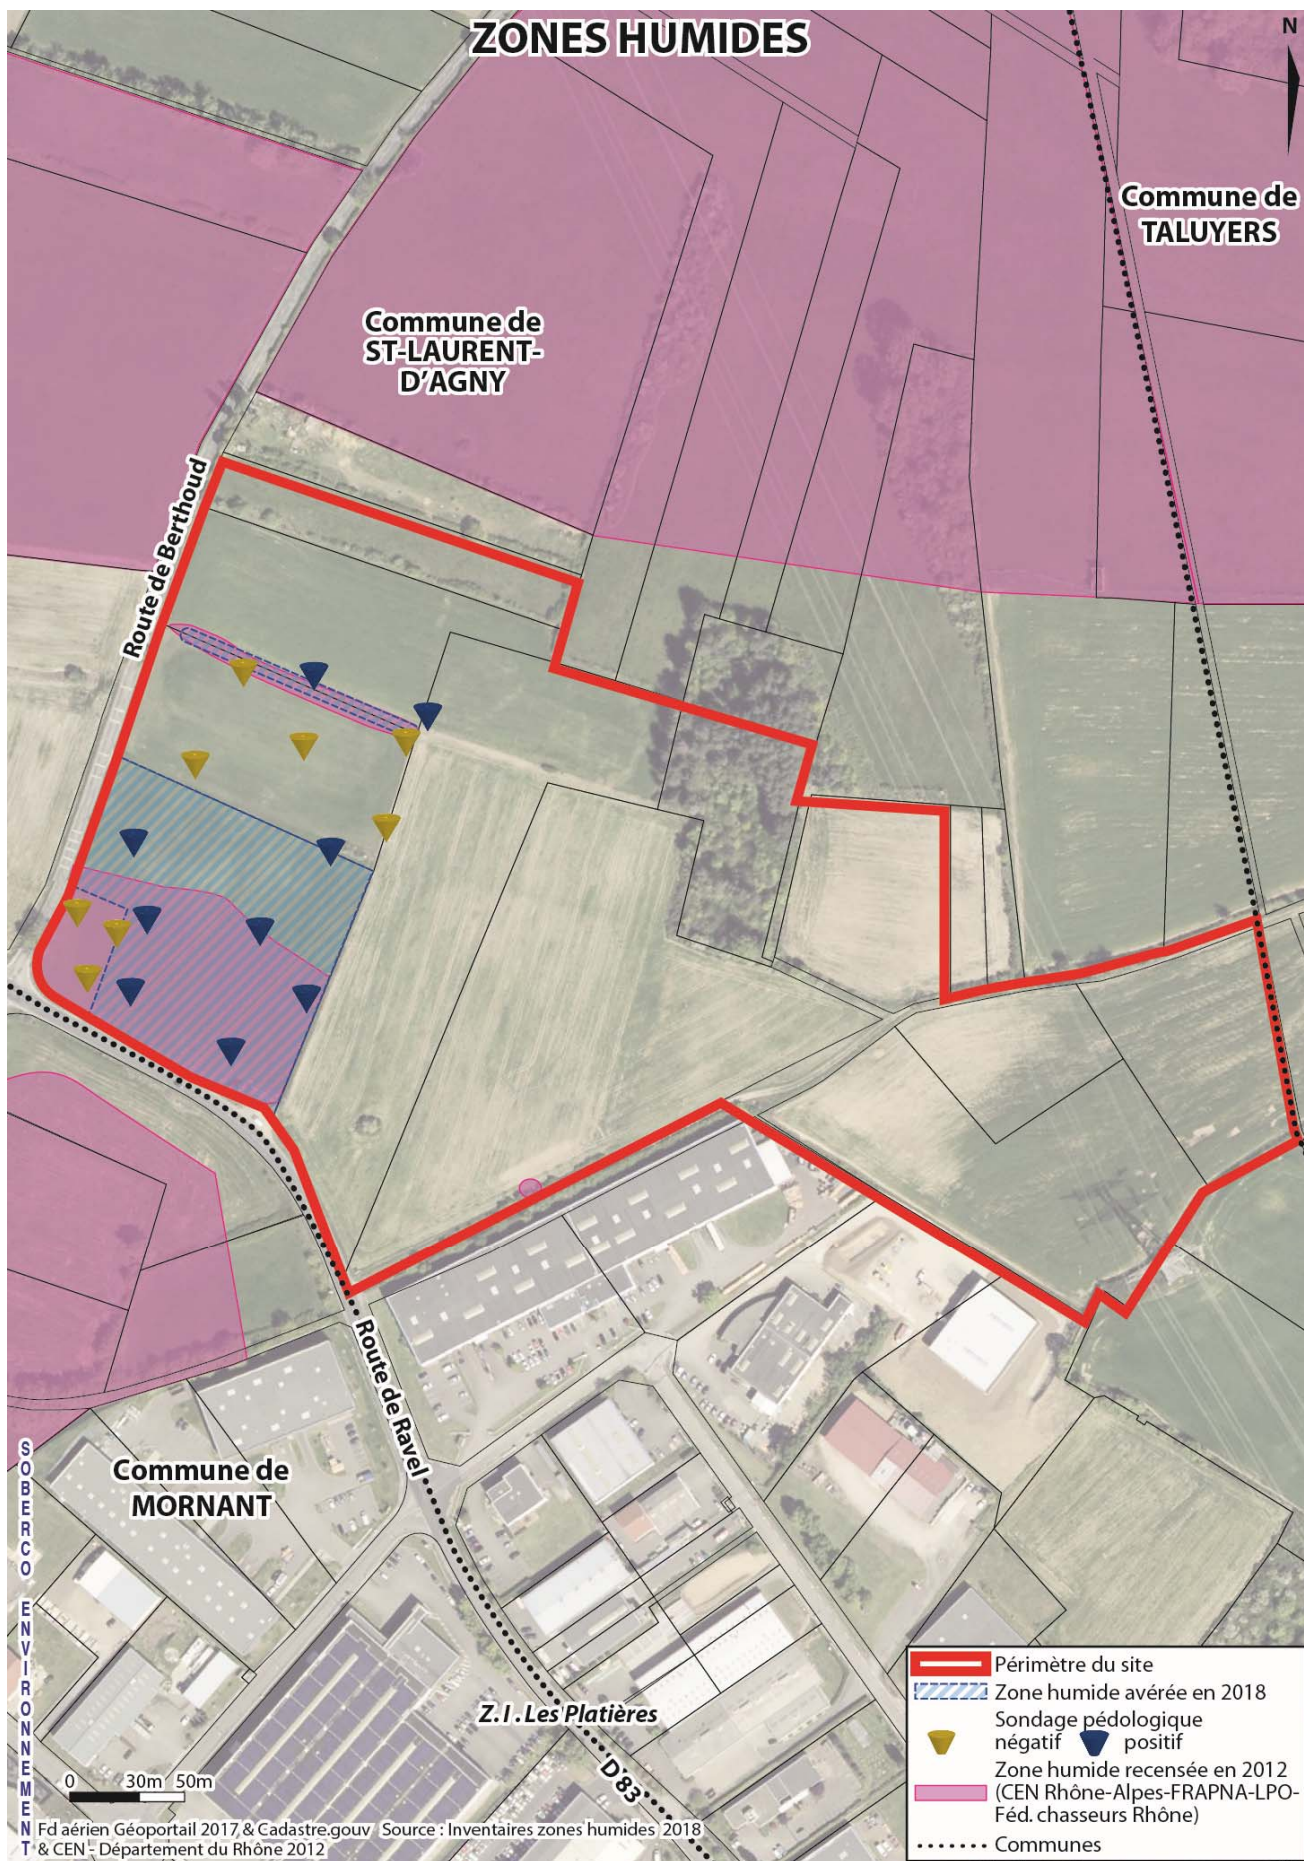 ZONES HUMIDES
N
Commune de
TALUYERS
Commune de
ST-LAURENT-
D'AGNY
Route de Berthoud
Route de Ravel
Commune de
MORNANT
Z.I. Les Platières
D83
SOBERCO ENVIRONNEMENT
0 30m 50m
Fd aérien Géoportail 2017 & Cadastre.gouv Source : Inventaires zones humides 2018
& CEN - Département du Rhône 2012
Périmètre du site
Zone humide avérée en 2018
Sondage pédologique
négatif positif
Zone humide recensée en 2012
(CEN Rhône-Alpes-FRAPNA-LPO-
Féd. chasseurs Rhône)
Communes